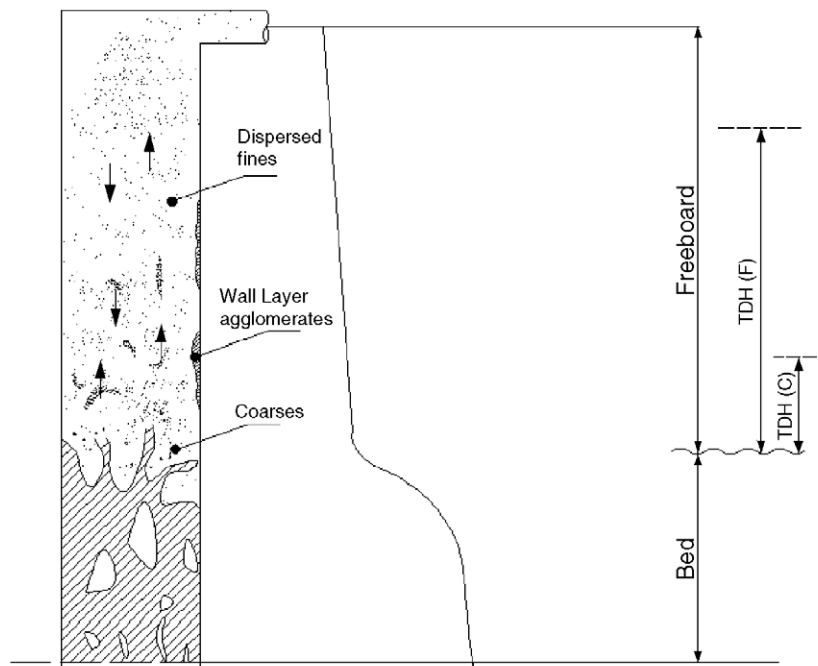 Dispersed
fines
Wall Layer
agglomerates
Coarses
Freeboard
Bed
TDH (F)
TDH (C)